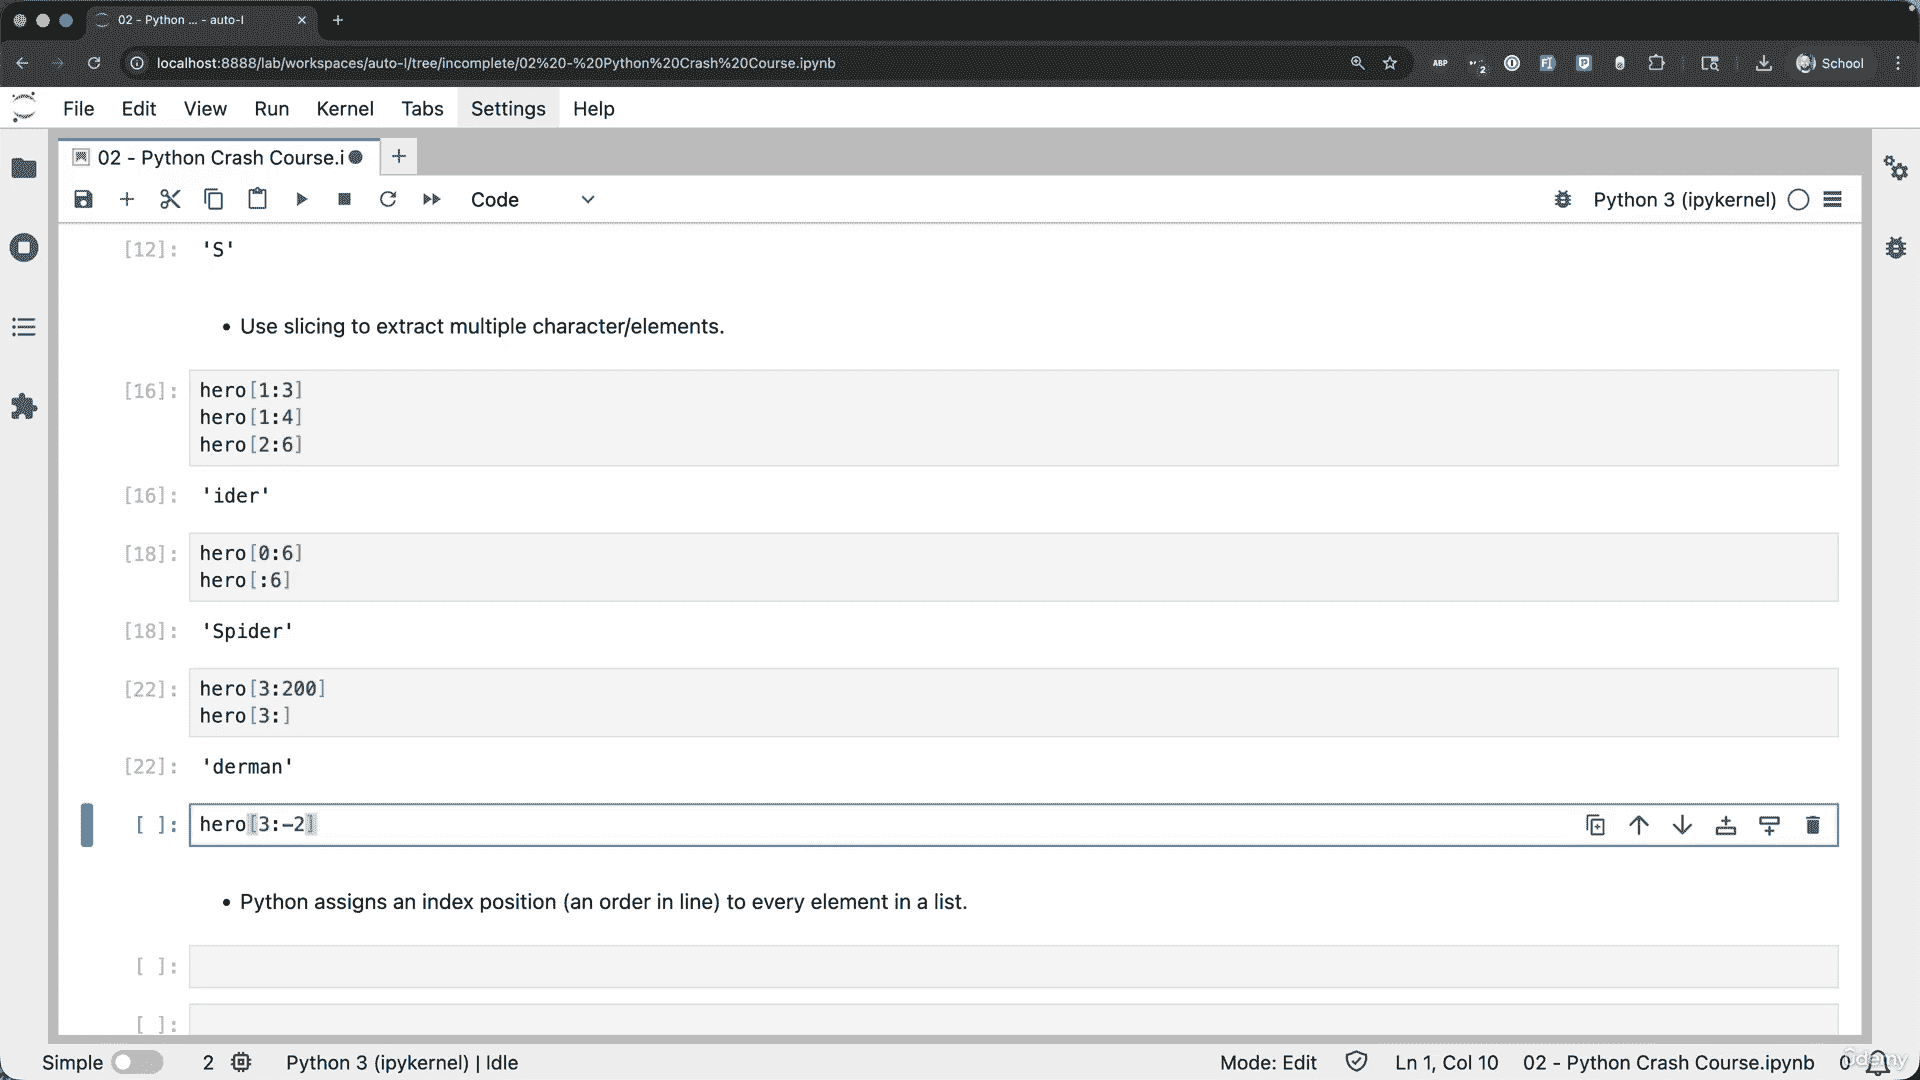 02 - Python ... - auto-l
localhost:8888/lab/workspaces/auto-l/tree/incomplete/02%20-%20Python%20Crash%20Course.ipynb
ABP
2
School
File Edit View Run Kernel Tabs Settings Help
02 - Python Crash Course.i
Code
Python 3 (ipykernel)
[12]: 'S'
• Use slicing to extract multiple character/elements.
[16]: hero[1:3]
hero[1:4]
hero[2:6]
[16]: 'ider'
[18]: hero[0:6]
hero[:6]
[18]: 'Spider'
[22]: hero[3:200]
hero[3:]
[22]: 'derman'
[ ]: hero[3:-2]
• Python assigns an index position (an order in line) to every element in a list.
[ ]:
[ ]:
Simple 2 Python 3 (ipykernel) | Idle Mode: Edit Ln 1, Col 10 02 - Python Crash Course.ipynb 0
Udemy